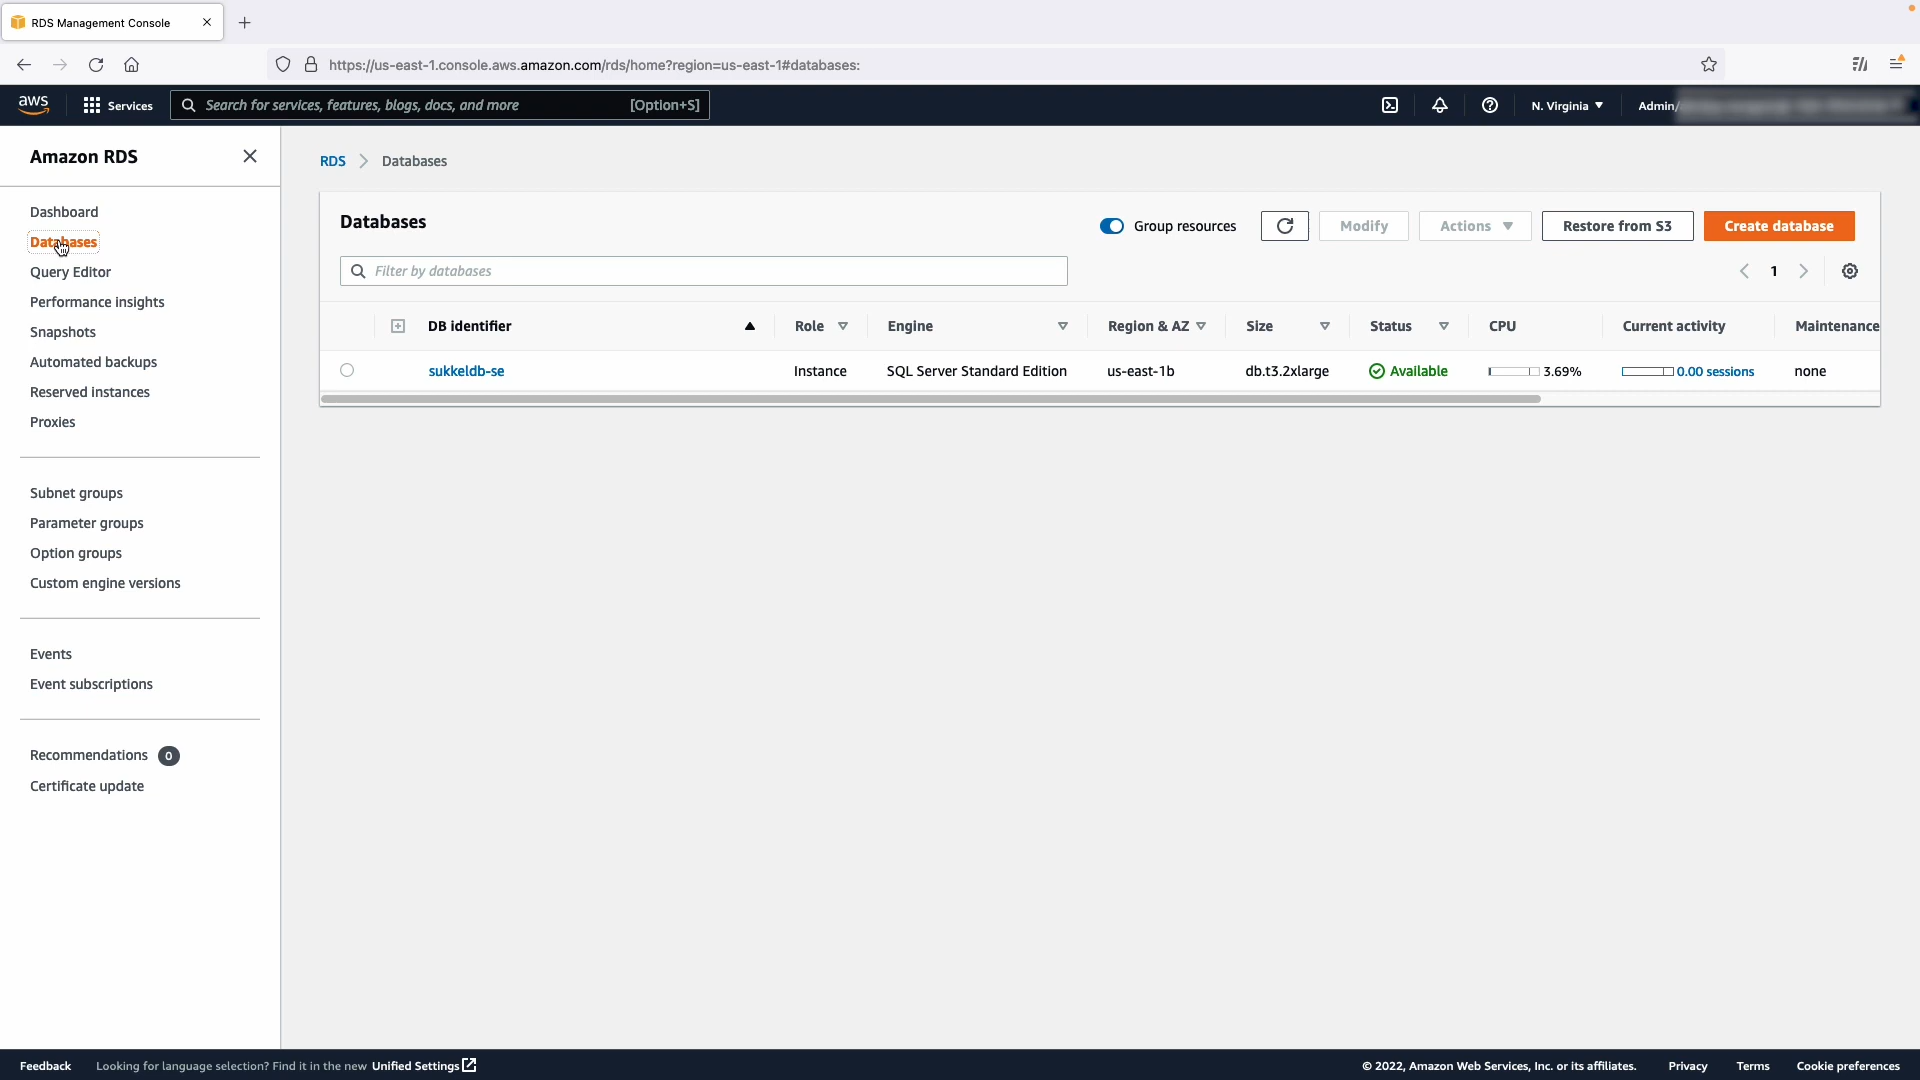 RDS Management Console
https://us-east-1.console.aws.amazon.com/rds/home?region=us-east-1#databases:
aws
Services
Search for services, features, blogs, docs, and more
[Option+S]
N. Virginia
Admin/
Amazon RDS
Dashboard
Databases
Query Editor
Performance insights
Snapshots
Automated backups
Reserved instances
Proxies
Subnet groups
Parameter groups
Option groups
Custom engine versions
Events
Event subscriptions
Recommendations 0
Certificate update
RDS > Databases
Databases
Group resources
Modify
Actions
Restore from S3
Create database
Filter by databases
1
DB identifier Role Engine Region & AZ Size Status CPU Current activity Maintenance
sukkeldb-se Instance SQL Server Standard Edition us-east-1b db.t3.2xlarge Available 3.69% 0.00 sessions none
Feedback Looking for language selection? Find it in the new Unified Settings
© 2022, Amazon Web Services, Inc. or its affiliates. Privacy Terms Cookie preferences